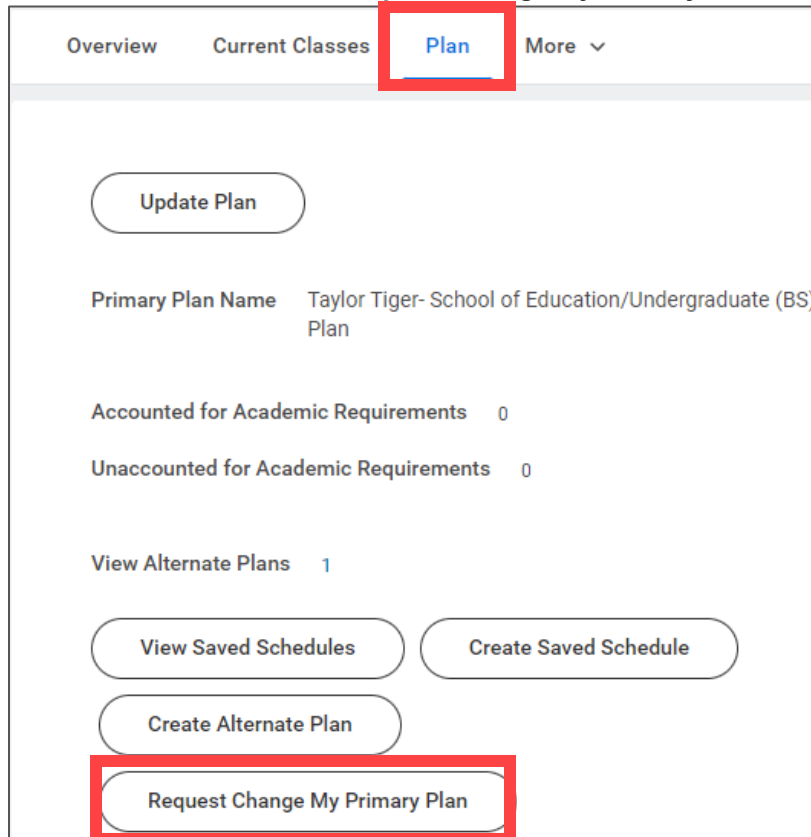 Overview Current Classes Plan More
Update Plan
Primary Plan Name Taylor Tiger- School of Education/Undergraduate (BS)
Plan
Accounted for Academic Requirements 0
Unaccounted for Academic Requirements 0
View Alternate Plans 1
View Saved Schedules Create Saved Schedule
Create Alternate Plan
Request Change My Primary Plan